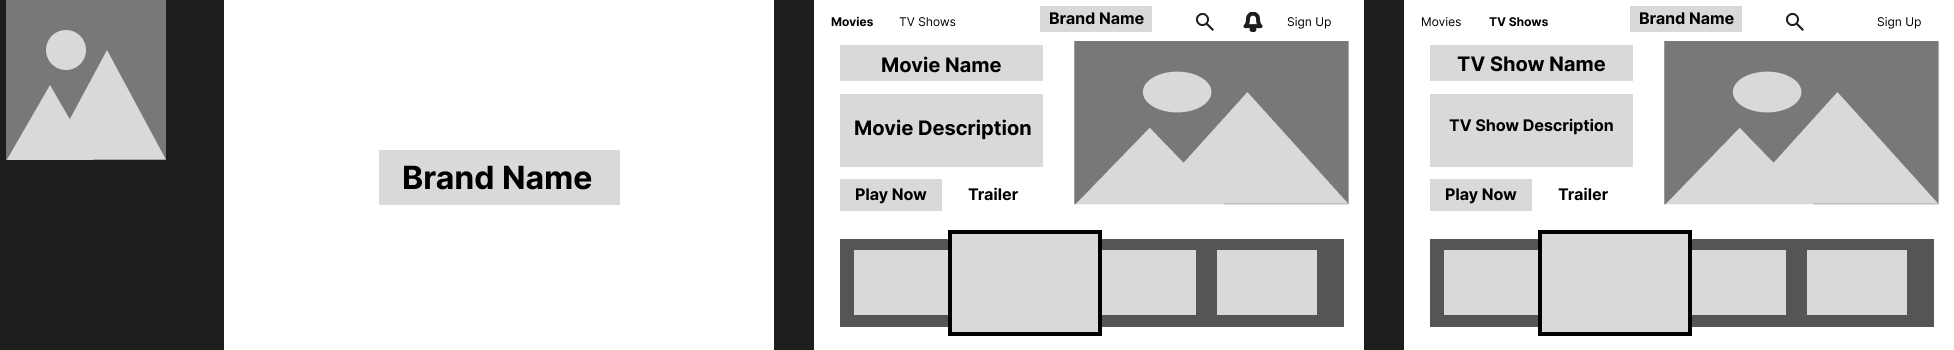 Brand Name
Movies TV Shows Brand Name Sign Up
Movie Name
Movie Description
Play Now Trailer
Movies TV Shows Brand Name Sign Up
TV Show Name
TV Show Description
Play Now Trailer